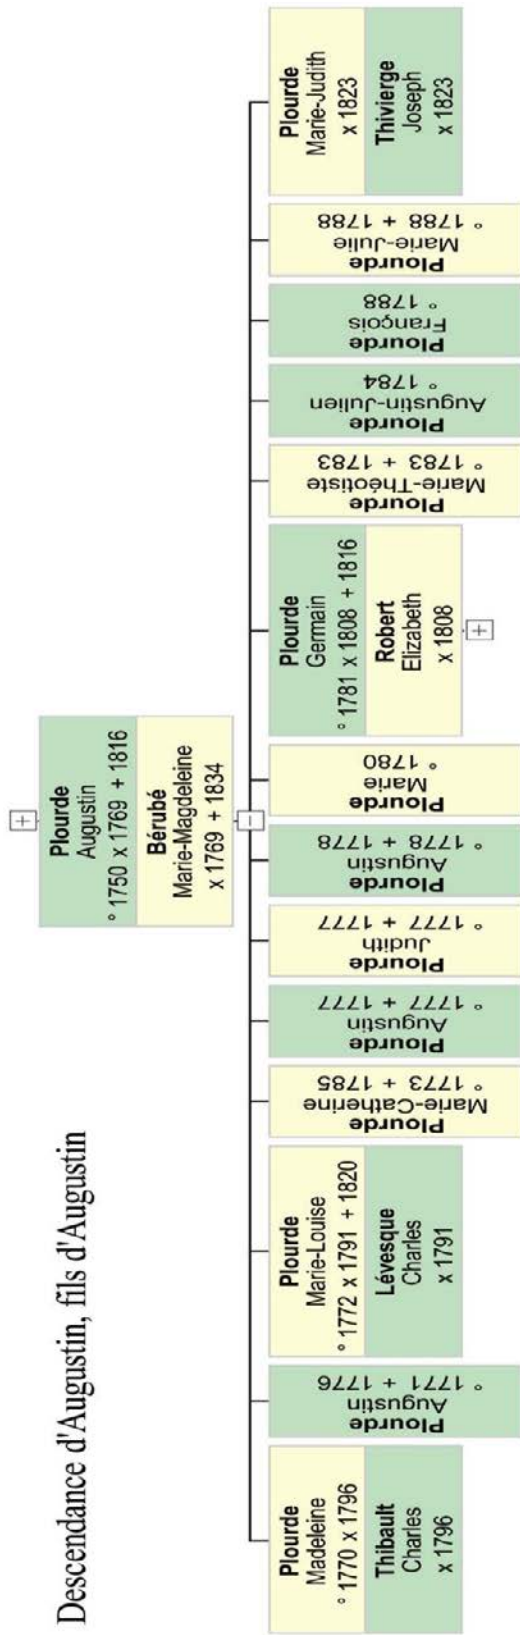 Descendance d'Augustin, fils d'Augustin
Plourde
Augustin
° 1750 x 1769 + 1816
Bérubé
Marie-Magdeleine
x 1769 + 1834
Plourde
Madeleine
° 1770 x 1796
Thibault
Charles
x 1796
Plourde
Augustin
° 1771 + 1776
Plourde
Marie-Louise
° 1772 x 1791 + 1820
Lévesque
Charles
x 1791
Plourde
Marie-Catherine
° 1773 + 1785
Plourde
Augustin
° 1777 + 1777
Plourde
Judith
° 1777 + 1777
Plourde
Augustin
° 1778 + 1778
Plourde
Marie
° 1780
Plourde
Germain
° 1781 x 1808 + 1816
Robert
Elizabeth
x 1808
Plourde
Marie-Théotiste
° 1783 + 1783
Plourde
Augustin-Julien
° 1784
Plourde
François
° 1788
Plourde
Marie-Julie
° 1788 + 1788
Plourde
Marie-Judith
x 1823
Thivierge
Joseph
x 1823